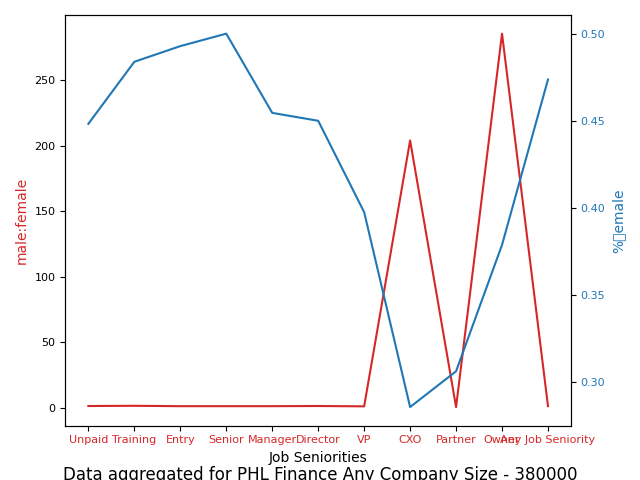 male:female
250
200
150
100
50
0
0.50
0.45
0.40
0.35
0.30
%emale
Unpaid Training Entry Senior Manager Director VP CXO Partner Owner Any Job Seniority
Job Seniorities
Data aggregated for PHL Finance Any Company Size - 380000